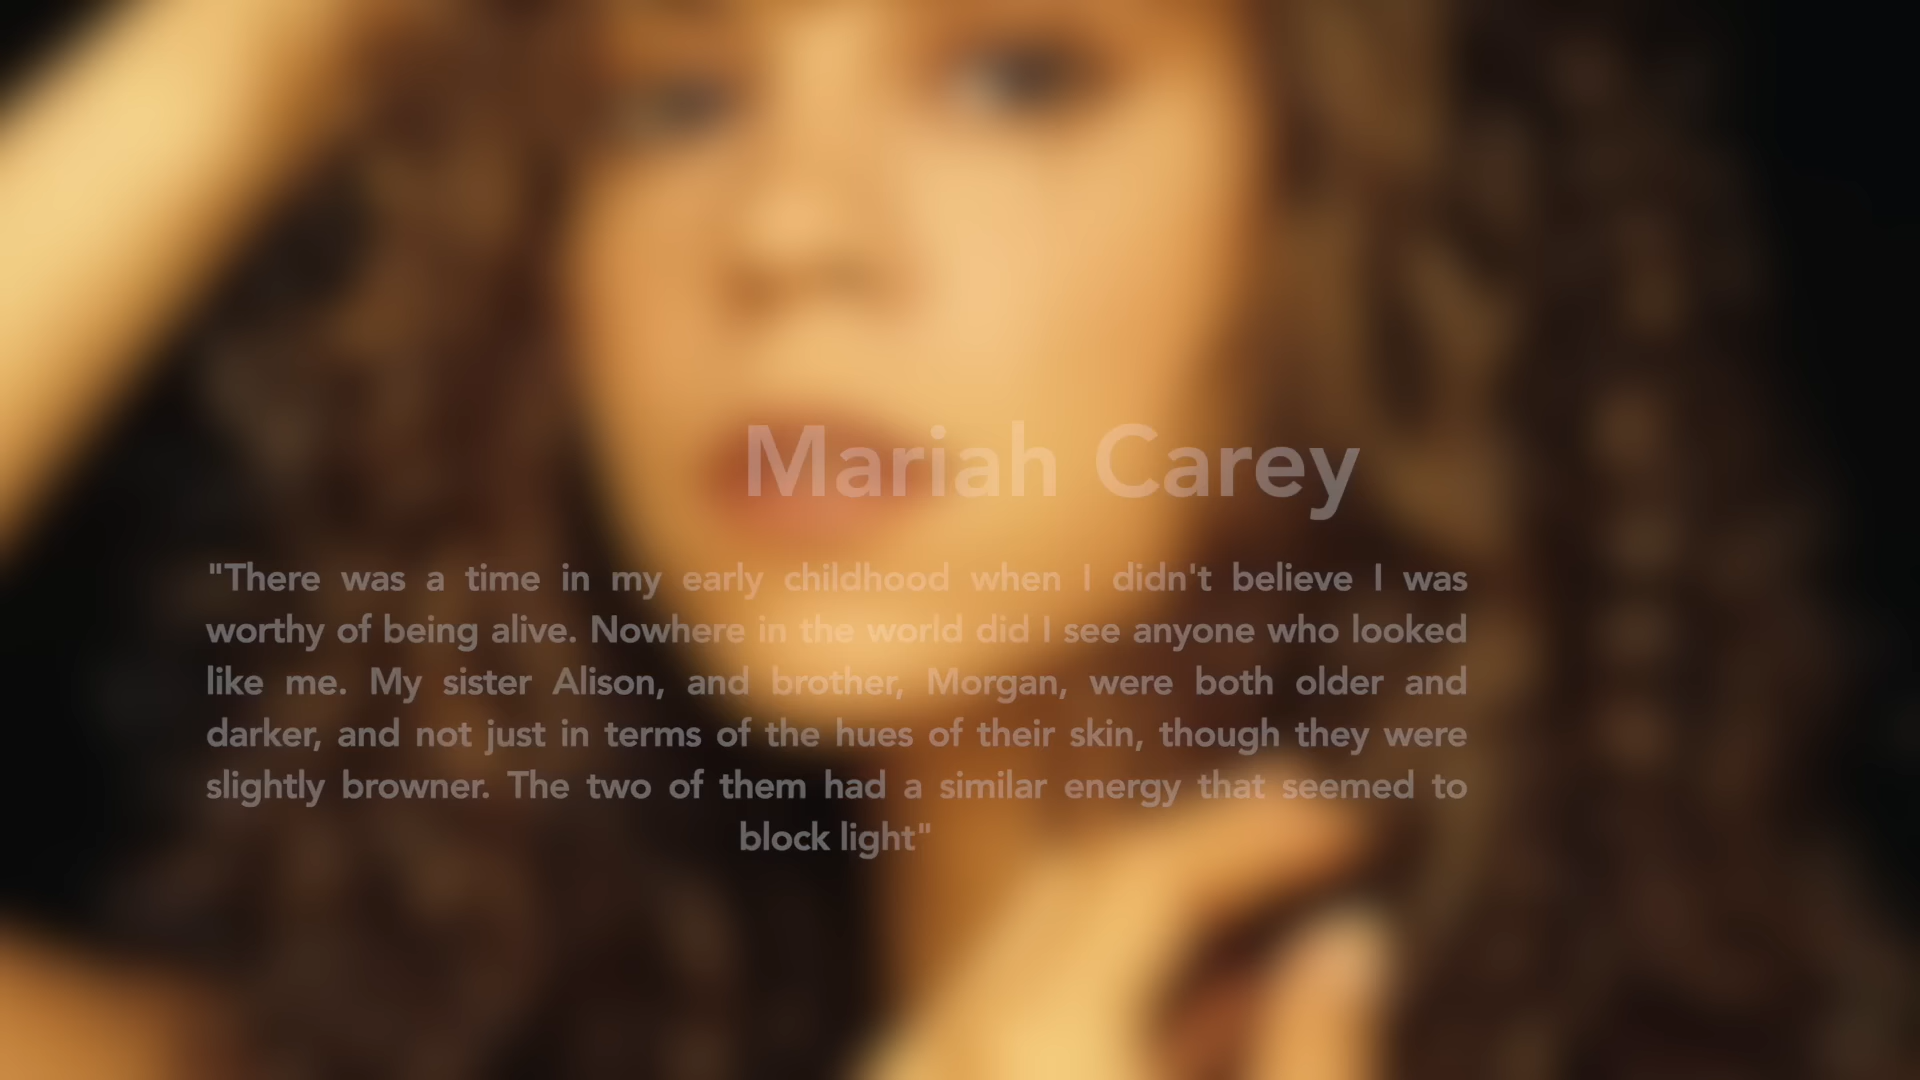 Mariah Carey
"There was a time in my early childhood when I didn't believe I was
worthy of being alive. Nowhere in the world did I see anyone who looked
like me. My sister Alison, and brother, Morgan, were both older and
darker, and not just in terms of the hues of their skin, though they were
slightly browner. The two of them had a similar energy that seemed to
block light"